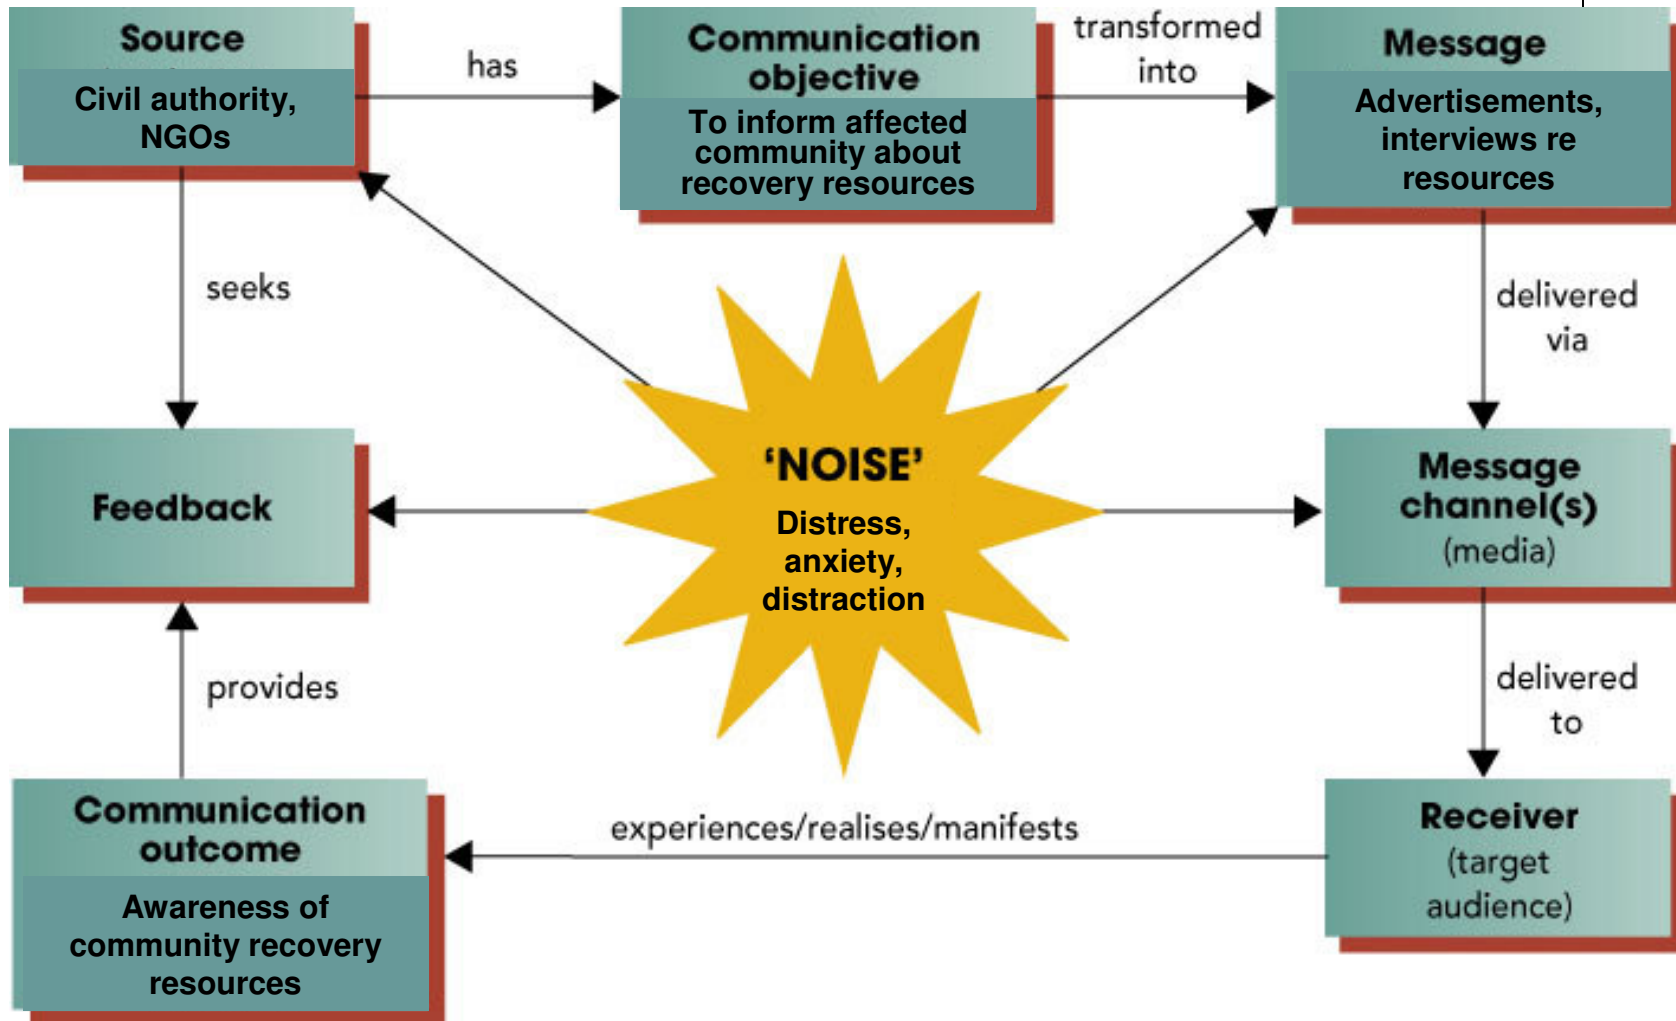 Source
Civil authority,
NGOs
has
Communication
objective
To inform affected
community about
recovery resources
transformed
into
Message
Advertisements,
interviews re
resources
seeks
delivered
via
Feedback
‘NOISE’
Distress,
anxiety,
distraction
Message
channel(s)
(media)
provides
delivered
to
Communication
outcome
Awareness of
community recovery
resources
experiences/realises/manifests
Receiver
(target
audience)